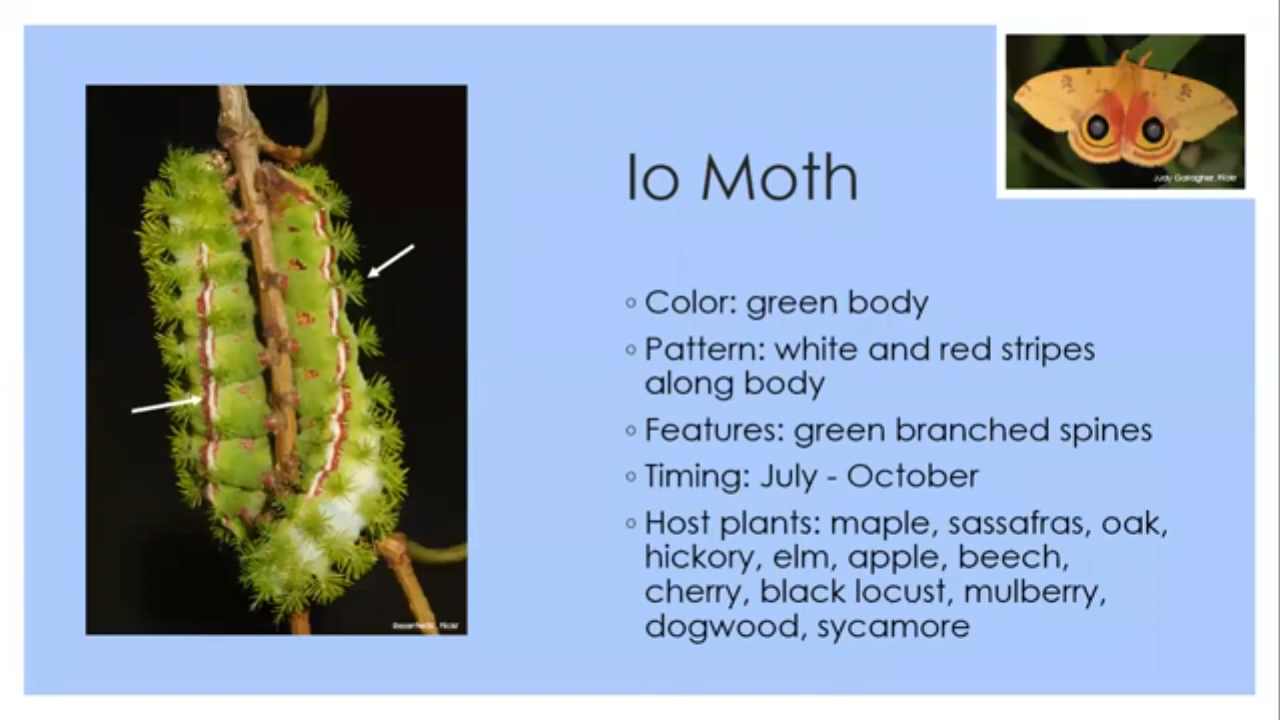 Judy Gallagher, Flickr
Io Moth
◦ Color: green body
◦ Pattern: white and red stripes
along body
◦ Features: green branched spines
◦ Timing: July - October
◦ Host plants: maple, sassafras, oak,
hickory, elm, apple, beech,
cherry, black locust, mulberry,
dogwood, sycamore
Flickr